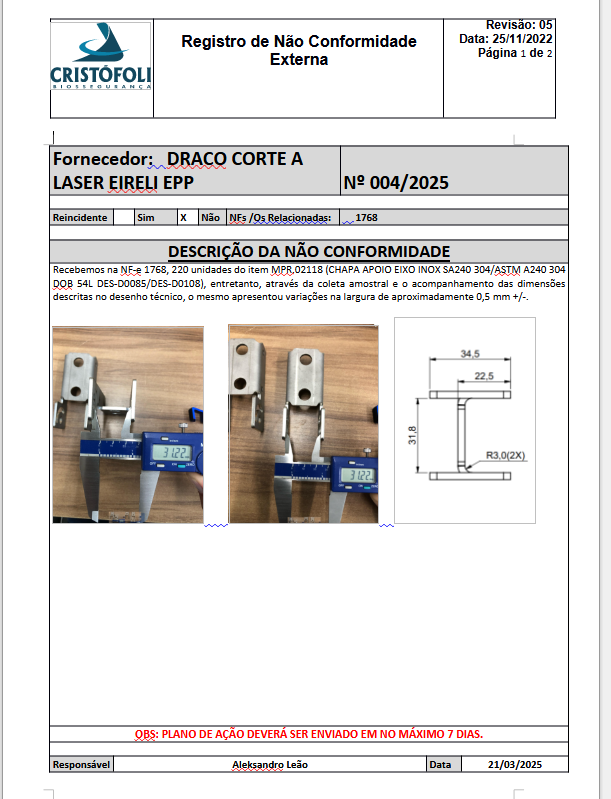 CRISTÓFOLI
BIOSSEGURANÇA
Registro de Não Conformidade
Externa
Revisão: 05
Data: 25/11/2022
Página 1 de 2
Fornecedor: DRACO CORTE A
LASER EIRELI EPP
Nº 004/2025
Reincidente Sim X Não NFs /Os Relacionadas: 1768
DESCRIÇÃO DA NÃO CONFORMIDADE
Recebemos na NF-e 1768, 220 unidades do item MPR.02118 (CHAPA APOIO EIXO INOX SA240 304/ASTM A240 304
DOB 54L DES-D0085/DES-D0108), entretanto, através da coleta amostral e o acompanhamento das dimensões
descritas no desenho técnico, o mesmo apresentou variações na largura de aproximadamente 0,5 mm +/-.
31.22
31.22
34,5
22,5
31,8
R3,0(2X)
OBS: PLANO DE AÇÃO DEVERÁ SER ENVIADO EM NO MÁXIMO 7 DIAS.
Responsável Aleksandro Leão Data 21/03/2025